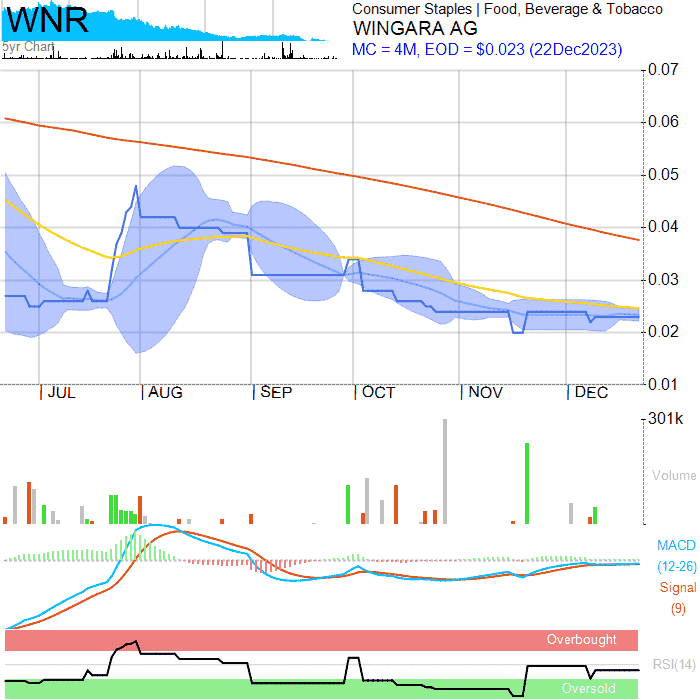 WNR
5yr Chart
Consumer Staples | Food, Beverage & Tobacco
WINGARA AG
MC = 4M, EOD = $0.023 (22Dec2023)
0.07
0.06
0.05
0.04
0.03
0.02
0.01
JUL AUG SEP OCT NOV DEC
301k
Volume
MACD
(12-26)
Signal
(9)
Overbought
RSI(14)
Oversold